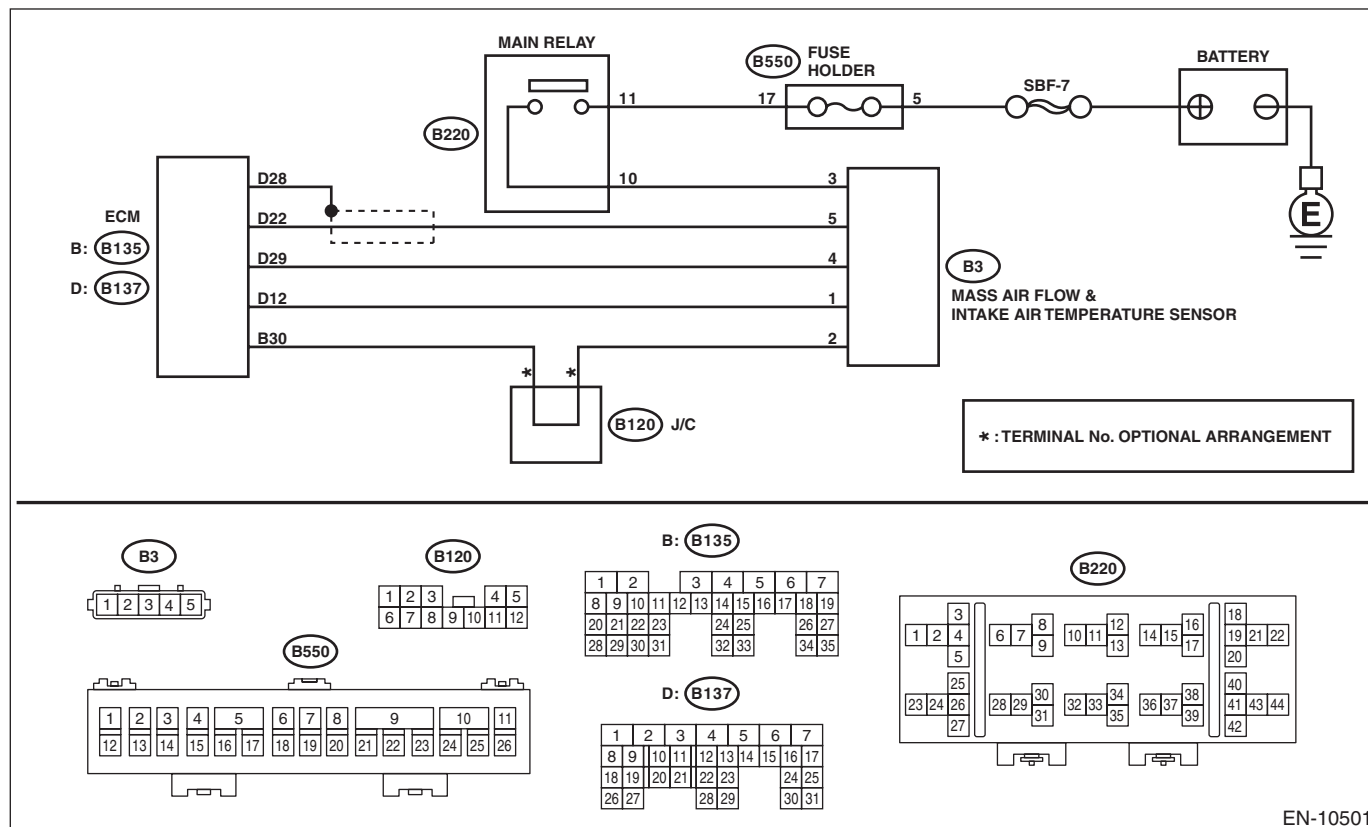 MAIN RELAY
B550 FUSE
HOLDER
BATTERY
SBF-7
11 17 5
B220
10 3
ECM
B: B135
D: B137
D28
D22 5
D29 4
D12 1
B30 2
E
B3
MASS AIR FLOW &
INTAKE AIR TEMPERATURE SENSOR
* *
B120 J/C
* : TERMINAL No. OPTIONAL ARRANGEMENT
B3
1 2 3 4 5
B120
1 2 3 4 5
6 7 8 9 10 11 12
B: B135
1 2 3 4 5 6 7
8 9 10 11 12 13 14 15 16 17 18 19
20 21 22 23 24 25 26 27
28 29 30 31 32 33 34 35
B220
3
1 2 4
5
6 7 8
9
10 11 12
13
14 15 16
17
18
19 21 22
20
25
23 24 26
27
28 29 30
31
32 33 34
35
36 37 38
39
40
41 43 44
42
B550
1 2 3 4 5 6 7 8 9 10 11
12 13 14 15 16 17 18 19 20 21 22 23 24 25 26
D: B137
1 2 3 4 5 6 7
8 9 10 11 12 13 14 15 16 17
18 19 20 21 22 23 24 25
26 27 28 29 30 31
EN-10501